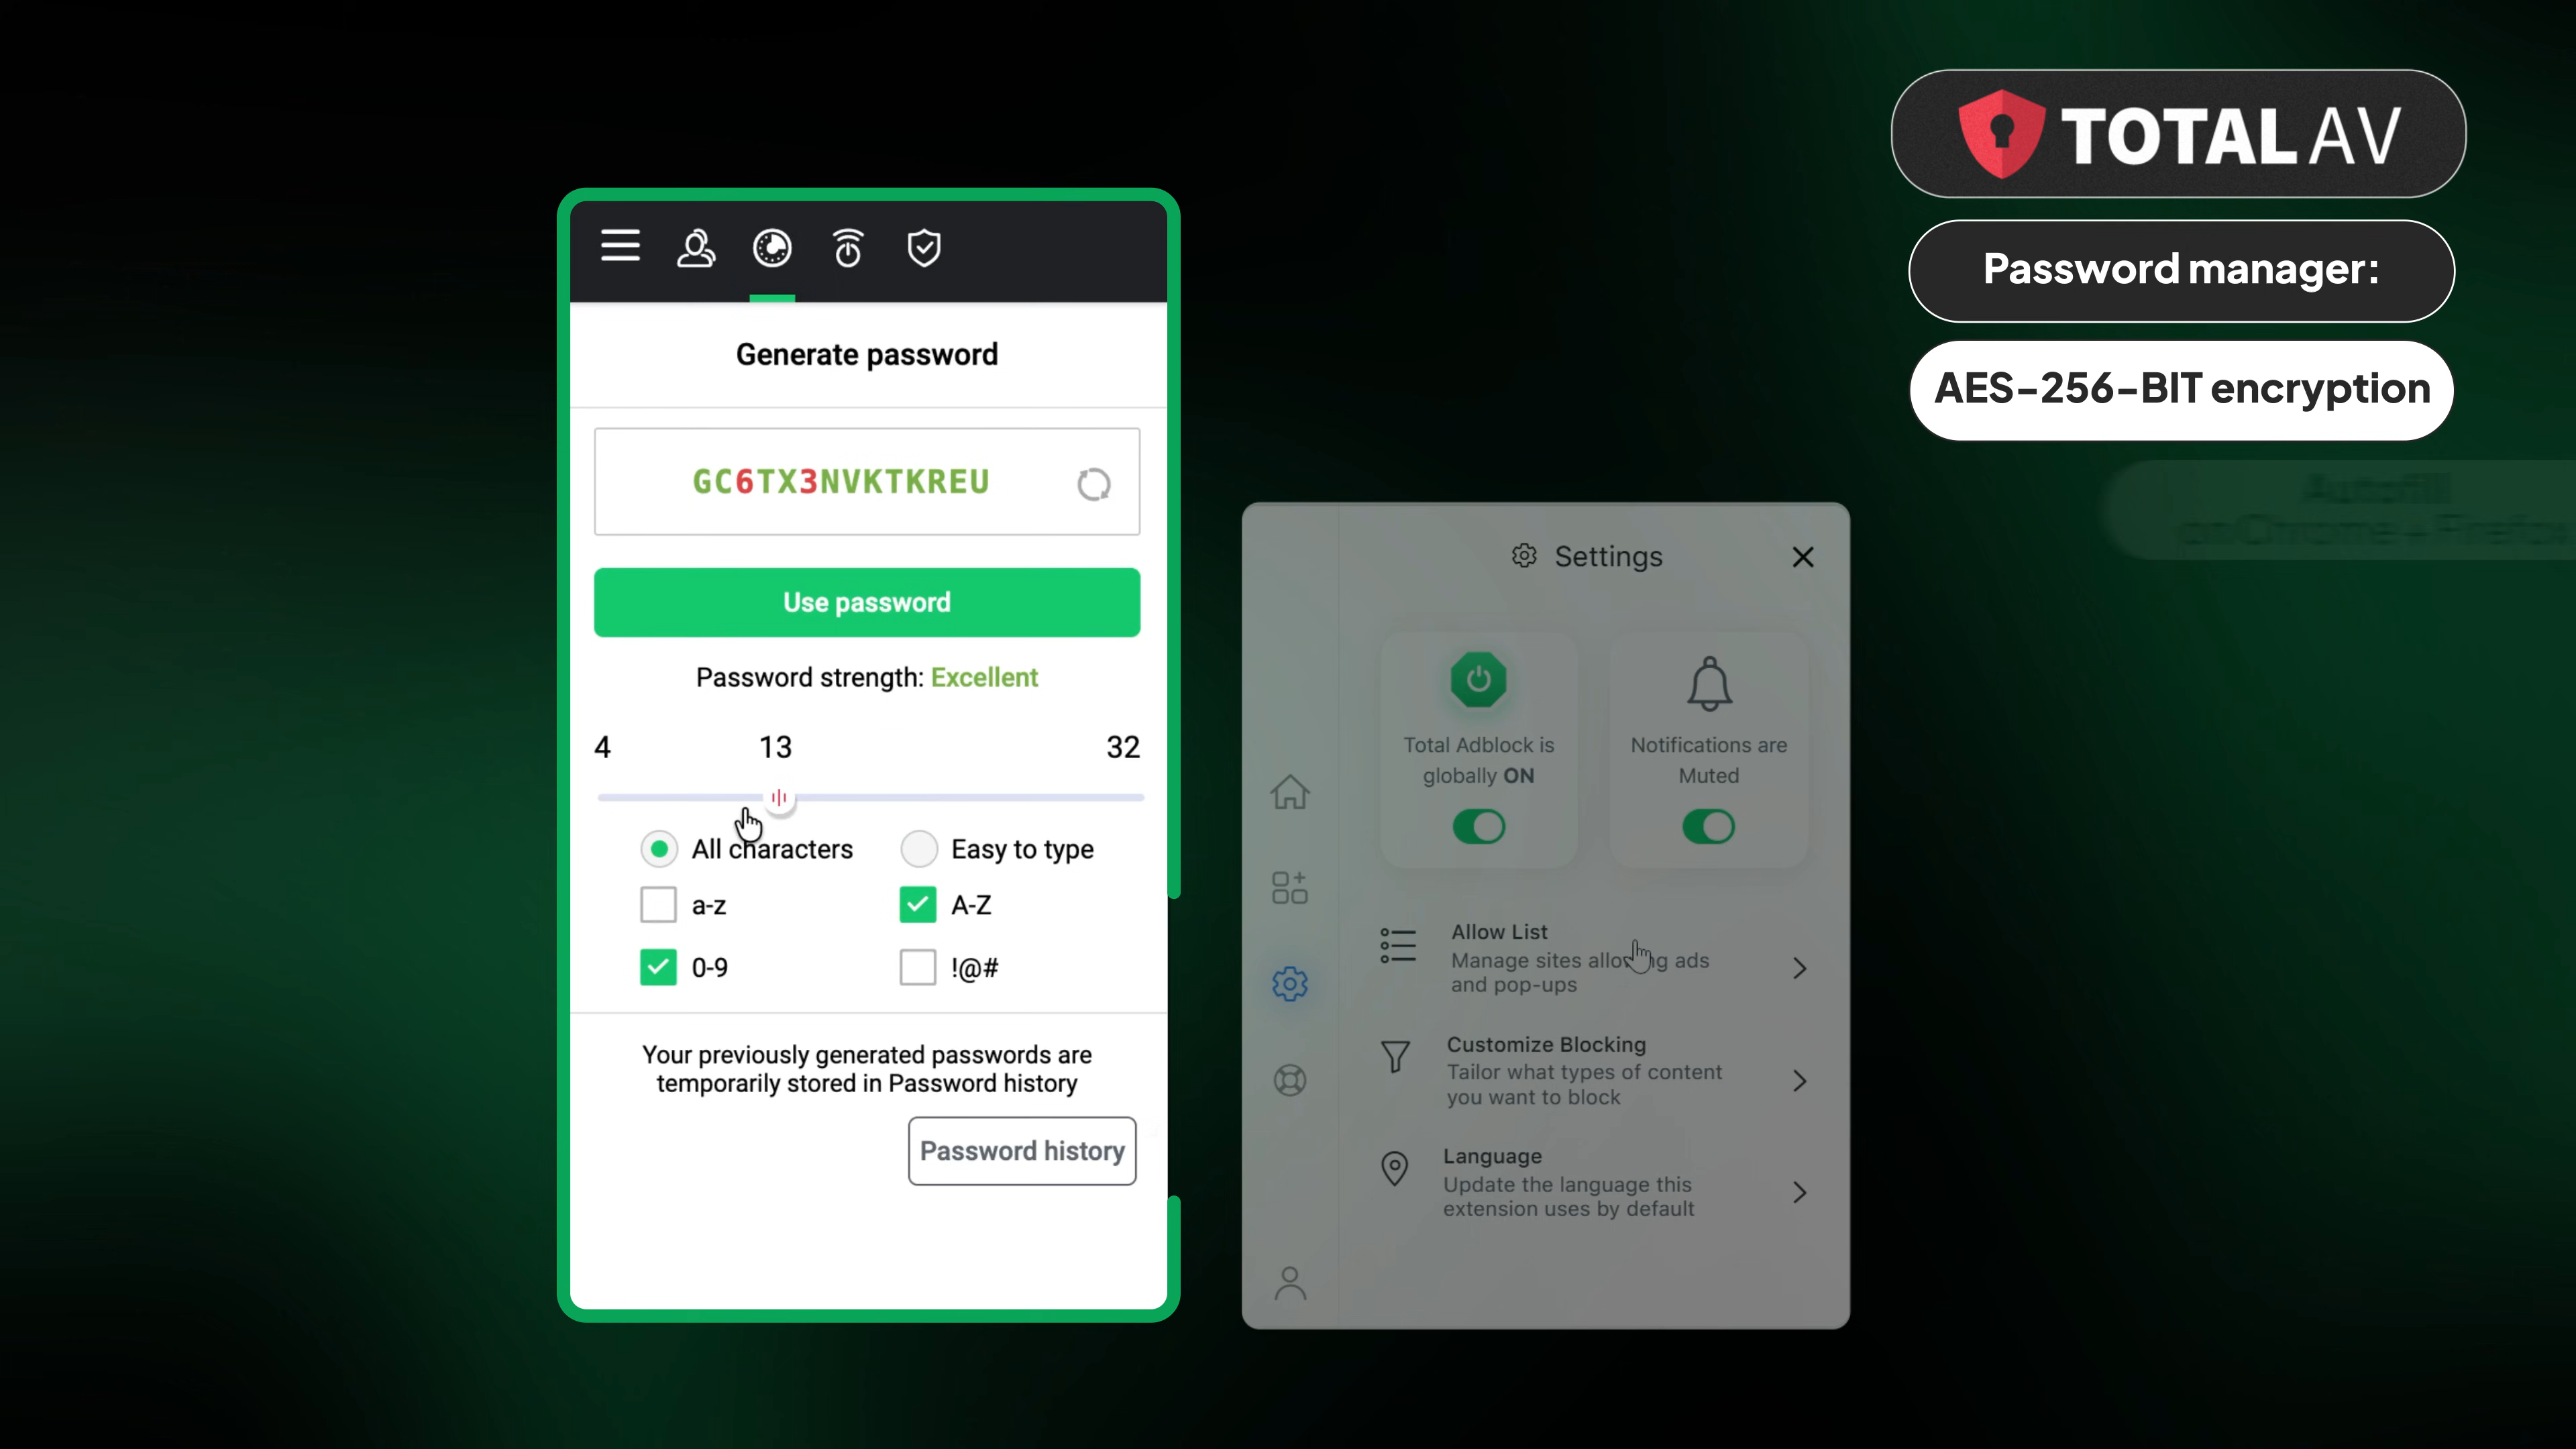 TOTAL AV
Password manager:
AES-256-BIT encryption
Generate password
GC6TX3NVKTKREU
Use password
Password strength: Excellent
4 13 32
All characters Easy to type
a-z A-Z
0-9 !@#
Your previously generated passwords are
temporarily stored in Password history
Password history
Settings
Total Adblock is
globally ON
Notifications are
Muted
Allow List
Manage sites allowing ads
and pop-ups
Customize Blocking
Tailor what types of content
you want to block
Language
Update the language this
extension uses by default